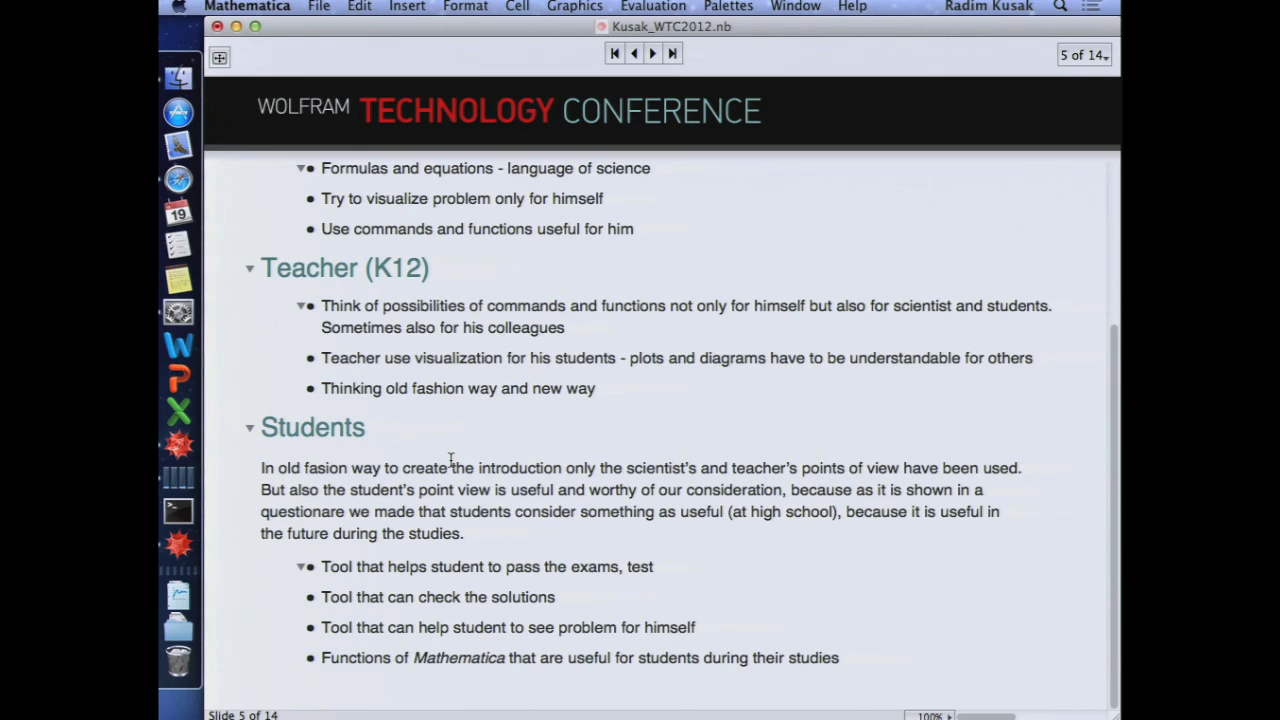 Mathematica File Edit Insert Format Cell Graphics Evaluation Palettes Window Help Radim Kusak
Kusak_WTC2012.nb
5 of 14
WOLFRAM TECHNOLOGY CONFERENCE
Formulas and equations - language of science
Try to visualize problem only for himself
Use commands and functions useful for him
Teacher (K12)
Think of possibilities of commands and functions not only for himself but also for scientist and students.
Sometimes also for his colleagues
Teacher use visualization for his students - plots and diagrams have to be understandable for others
Thinking old fashion way and new way
Students
In old fasion way to create the introduction only the scientist's and teacher's points of view have been used.
But also the student's point view is useful and worthy of our consideration, because as it is shown in a
questionare we made that students consider something as useful (at high school), because it is useful in
the future during the studies.
Tool that helps student to pass the exams, test
Tool that can check the solutions
Tool that can help student to see problem for himself
Functions of Mathematica that are useful for students during their studies
Slide 5 of 14
100%
19